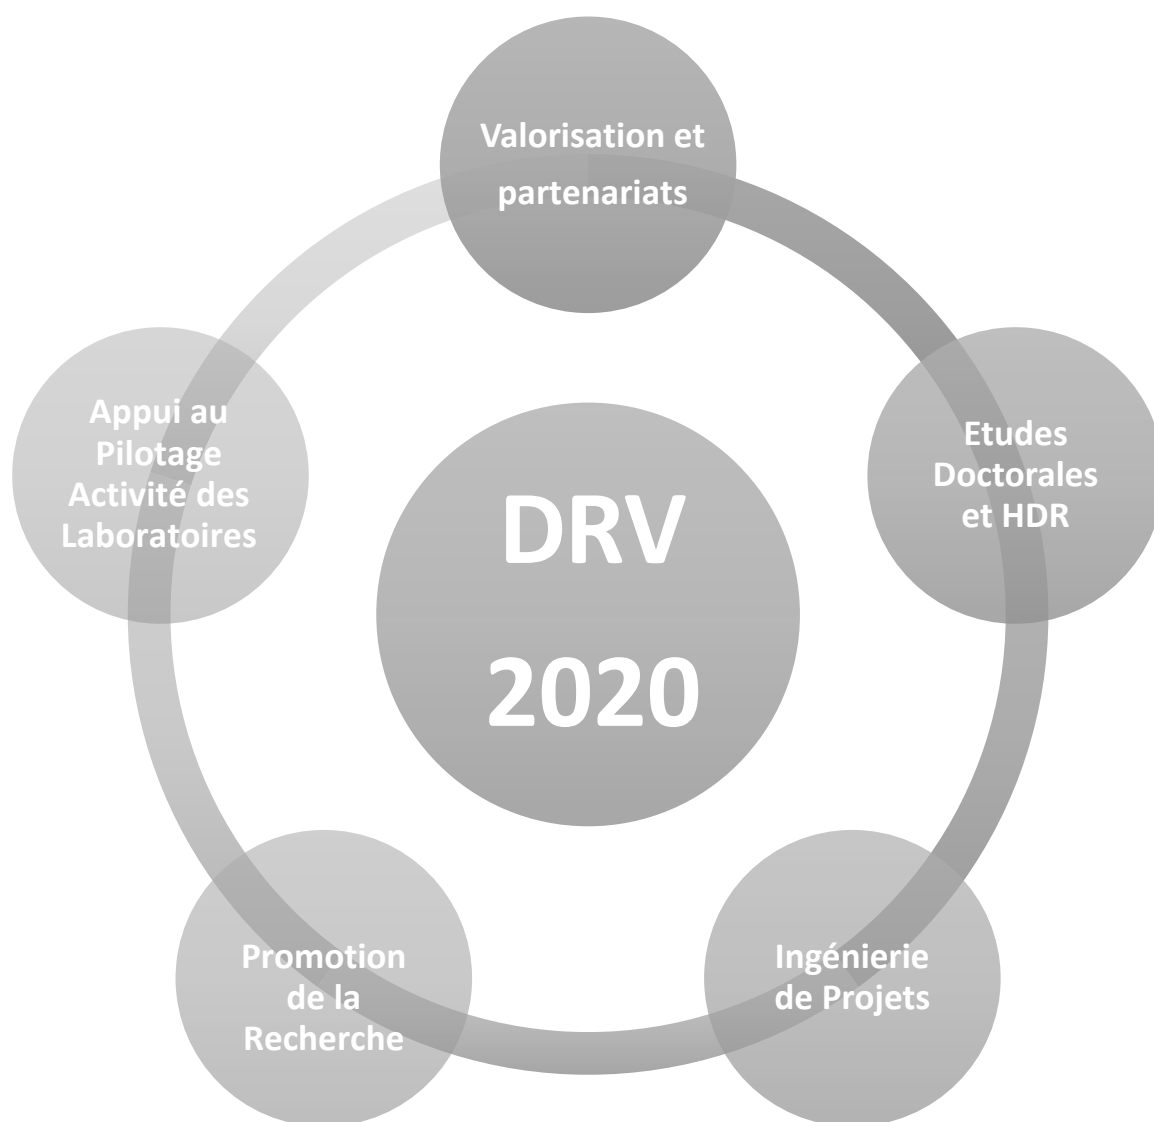 Valorisation et
partenariats
Etudes
Doctorales
et HDR
Ingénierie
de Projets
Promotion
de la
Recherche
Appui au
Pilotage
Activité des
Laboratoires
DRV
2020